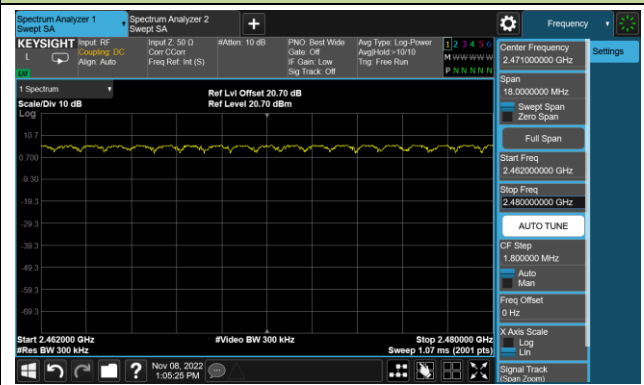 Spectrum Analyzer 1
Swept SA
Spectrum Analyzer 2
Swept SA
+
Frequency
KEYSIGHT
L
LU
Input: RF
Coupling: DC
Align: Auto
Input Z: 50 Ω
Corr CCorr
Freq Ref: Int (S)
#Atten: 10 dB
PNO: Best Wide
Gate: Off
IF Gain: Low
Sig Track: Off
Avg Type: Log-Power
Avg|Hold:>10/10
Trig: Free Run
1 2 3 4 5 6
M W W W W W
P N N N N N
1 Spectrum
Scale/Div 10 dB
Log
Ref Lvl Offset 20.70 dB
Ref Level 20.70 dBm
10.7
0.700
-9.30
-19.3
-29.3
-39.3
-49.3
-59.3
-69.3
Start 2.462000 GHz
#Res BW 300 kHz
#Video BW 300 kHz
Stop 2.480000 GHz
Sweep 1.07 ms (2001 pts)
Nov 08, 2022
1:05:25 PM
?
Settings
Center Frequency
2.471000000 GHz
Span
18.0000000 MHz
Swept Span
Zero Span
Full Span
Start Freq
2.462000000 GHz
Stop Freq
2.480000000 GHz
AUTO TUNE
CF Step
1.800000 MHz
Auto
Man
Freq Offset
0 Hz
X Axis Scale
Log
Lin
Signal Track
(Span Zoom)